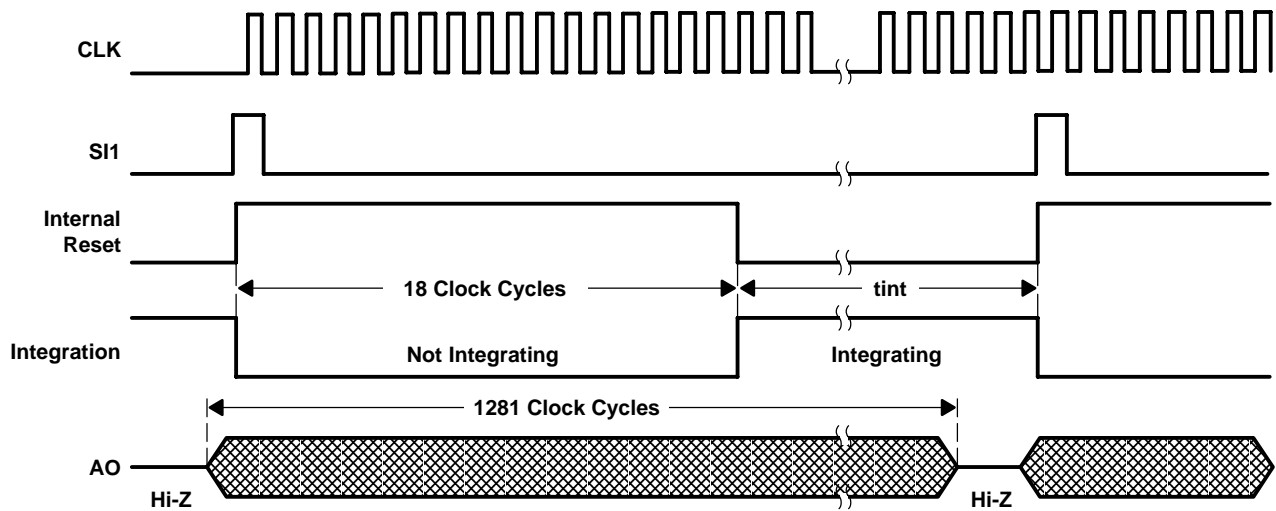 CLK
SI1
Internal
Reset
18 Clock Cycles
tint
Integration
Not Integrating
Integrating
1281 Clock Cycles
AO
Hi-Z
Hi-Z